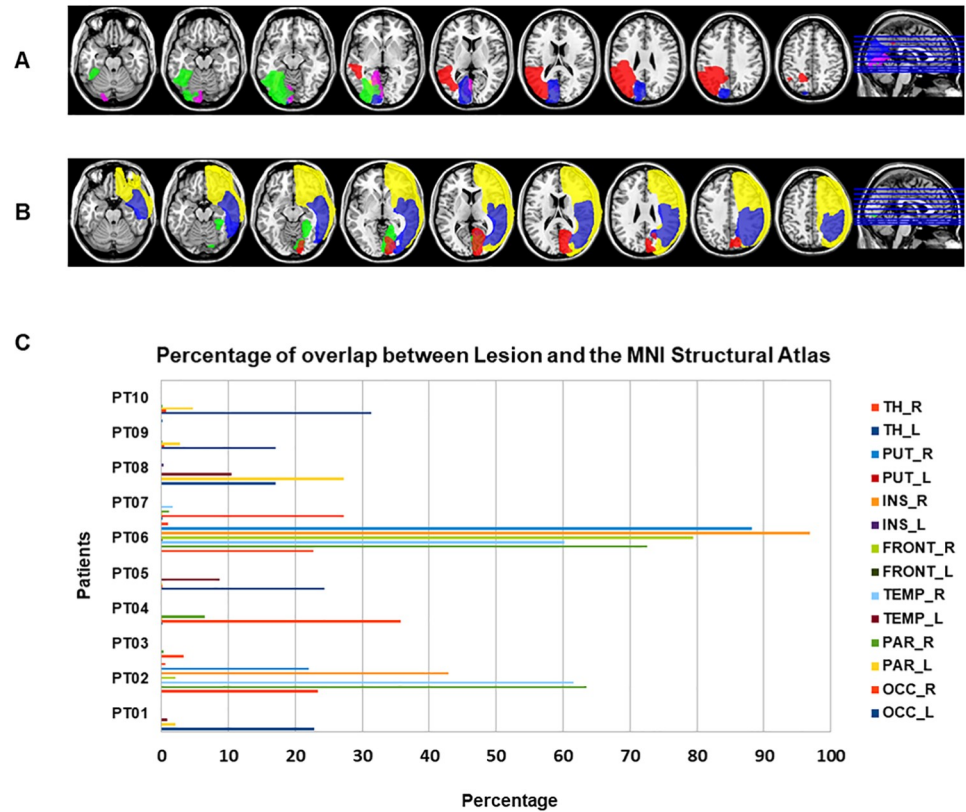 A
B
C
Percentage of overlap between Lesion and the MNI Structural Atlas
Patients
PT10
PT09
PT08
PT07
PT06
PT05
PT04
PT03
PT02
PT01
0 10 20 30 40 50 60 70 80 90 100
Percentage
TH_R
TH_L
PUT_R
PUT_L
INS_R
INS_L
FRONT_R
FRONT_L
TEMP_R
TEMP_L
PAR_R
PAR_L
OCC_R
OCC_L